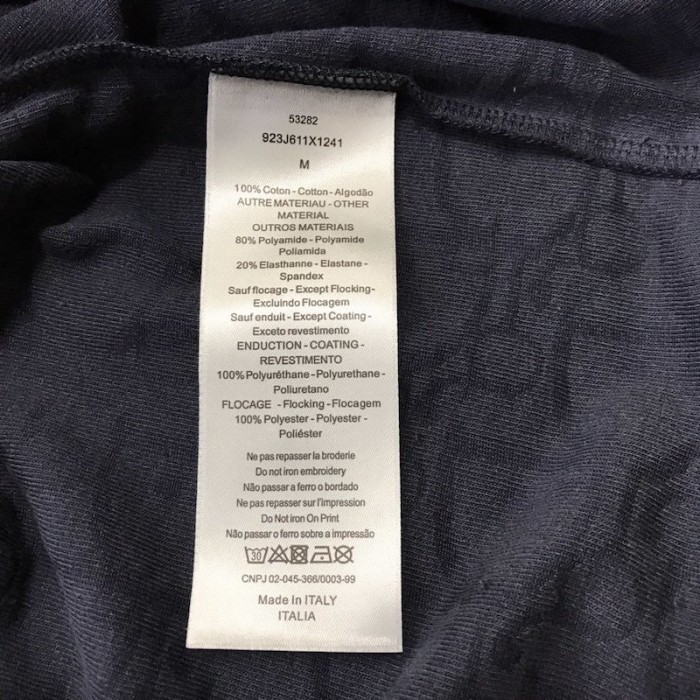 53282
923J611X1241
M
100% Coton - Cotton - Algodão
AUTRE MATERIAU - OTHER
MATERIAL
OUTROS MATERIAIS
80% Polyamide - Polyamide
Poliamida
20% Elasthanne - Elastane -
Spandex
Sauf flocage - Except Flocking-
Excluindo Flocagem
Sauf enduit - Except Coating -
Exceto revestimento
ENDUCTION - COATING -
REVESTIMENTO
100% Polyuréthane - Polyurethane -
Poliuretano
FLOCAGE - Flocking - Flocagem
100% Polyester - Polyester -
Poliéster
Ne pas repasser la broderie
Do not iron embroidery
Não passar a ferro o bordado
Ne pas repasser sur l'impression
Do Not iron On Print
Não passar o ferro sobre a impressão
30
CNPJ 02-045-366/0003-99
Made In ITALY
ITALIA